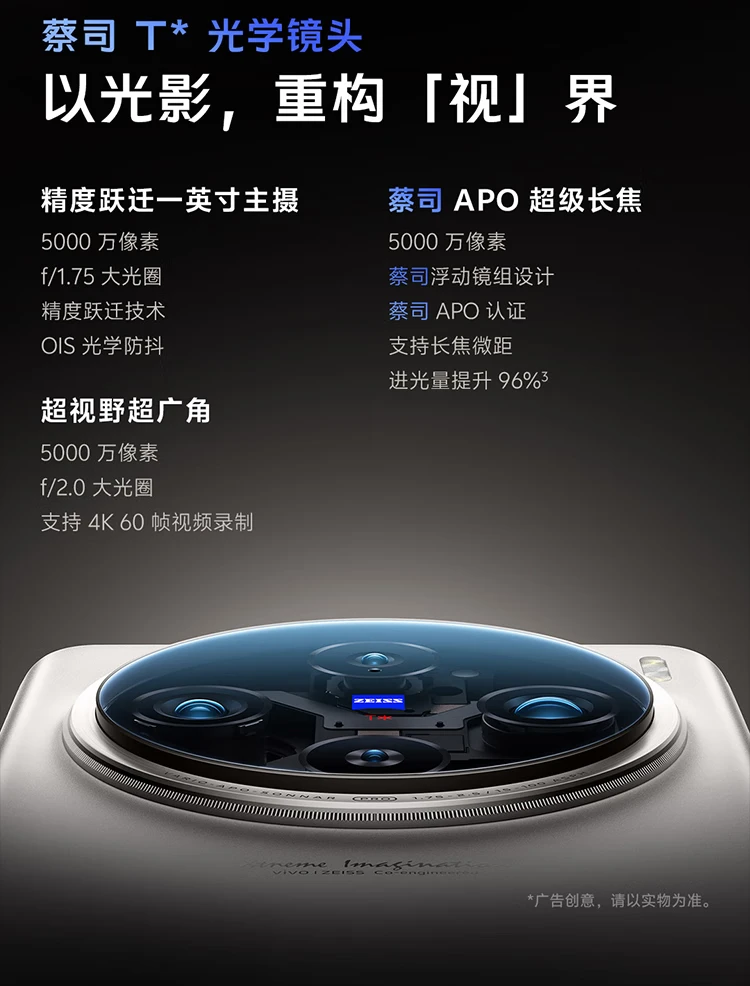 蔡司 T* 光学镜头
以光影，重构「视」界
精度跃迁一英寸主摄
5000 万像素
f/1.75 大光圈
精度跃迁技术
OIS 光学防抖
超视野超广角
5000 万像素
f/2.0 大光圈
支持 4K 60 帧视频录制
蔡司 APO 超级长焦
5000 万像素
蔡司浮动镜组设计
蔡司 APO 认证
支持长焦微距
进光量提升 96%³
ZEISS
T*
VARIO-APO-SONNAR
vivo | ZEISS Co-engineered
*广告创意，请以实物为准。